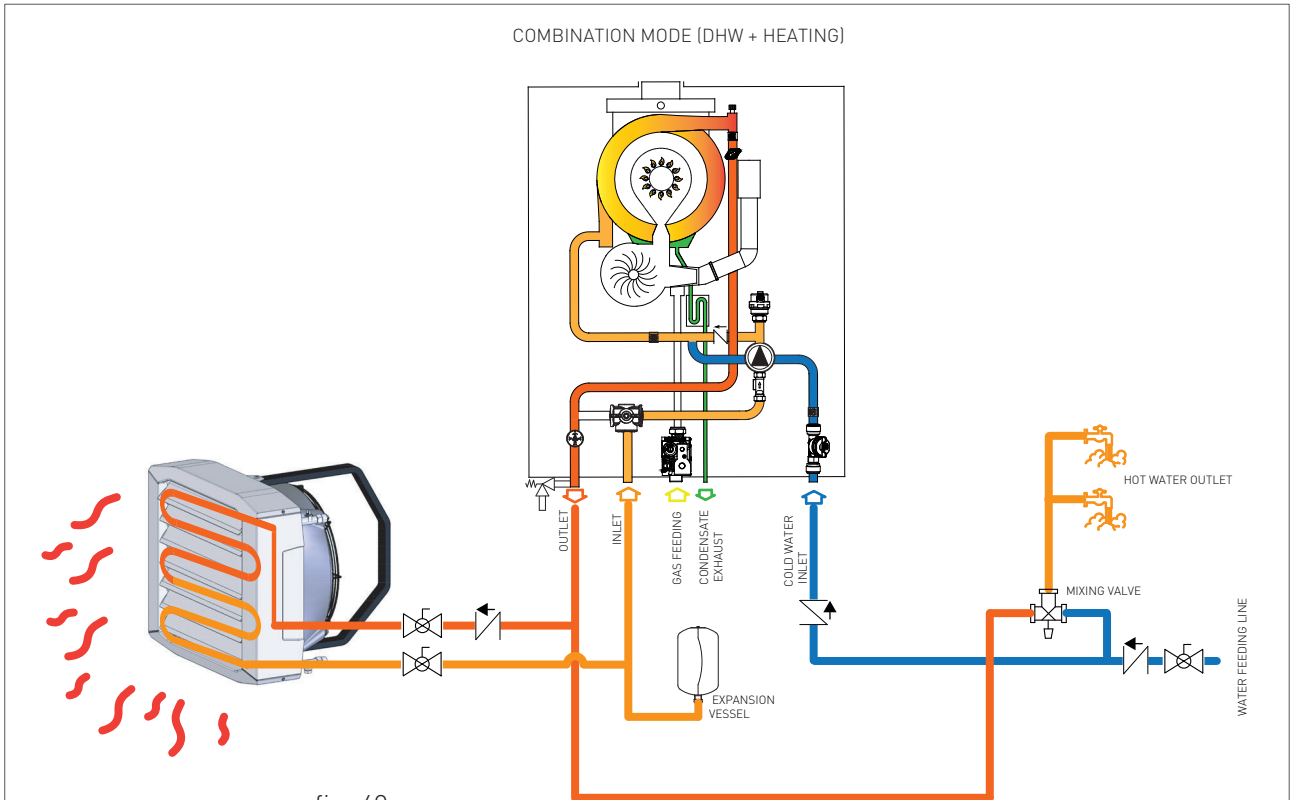 COMBINATION MODE (DHW + HEATING)
OUTLET
INLET
GAS FEEDING
CONDENSATE
EXHAUST
COLD WATER
INLET
HOT WATER OUTLET
MIXING VALVE
WATER FEEDING LINE
EXPANSION
VESSEL